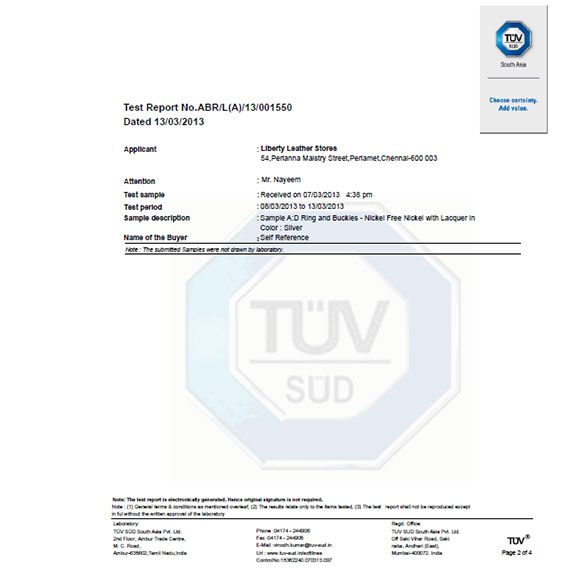 TÜV
SÜD
South Asia
Choose certainty.
Add value.
Test Report No.ABR/L(A)/13/001550
Dated 13/03/2013
Applicant : Liberty Leather Stores
54,Perianna Maistry Street,Periamet,Chennai-600 003
Attention : Mr. Nayeem
Test sample : Received on 07/03/2013 4:38 pm
Test period : 08/03/2013 to 13/03/2013
Sample description : Sample A:D Ring and Buckles - Nickel Free Nickel with Lacquer in
Color : Silver
Name of the Buyer : Self Reference
Note : The submitted Samples were not drawn by laboratory.
TÜV
SÜD
Note: The test report is electronically generated. Hence original signature is not required.
Note : (1) General terms & conditions as mentioned overleaf, (2) The results relate only to the items tested, (3) The test report shall not be reproduced except
in full without the written approval of the laboratory
Laboratory
TÜV SÜD South Asia Pvt. Ltd.
2nd Floor, Ambur Trade Centre,
M. C. Road,
Ambur-635802,Tamil Nadu,India
Phone : 04174 - 244906
Fax :04174 - 244905
E-Mail :vinodh.kumar@tuv-sud.in
Url : www.tuv-sud.in/softlines
ControlNo:15362240.070313.097
Regd. Office:
TÜV SÜD South Asia Pvt. Ltd.
Off Saki Vihar Road, Saki
naka, Andheri (East),
Mumbai-400072. India
TÜV®
Page 2 of 4